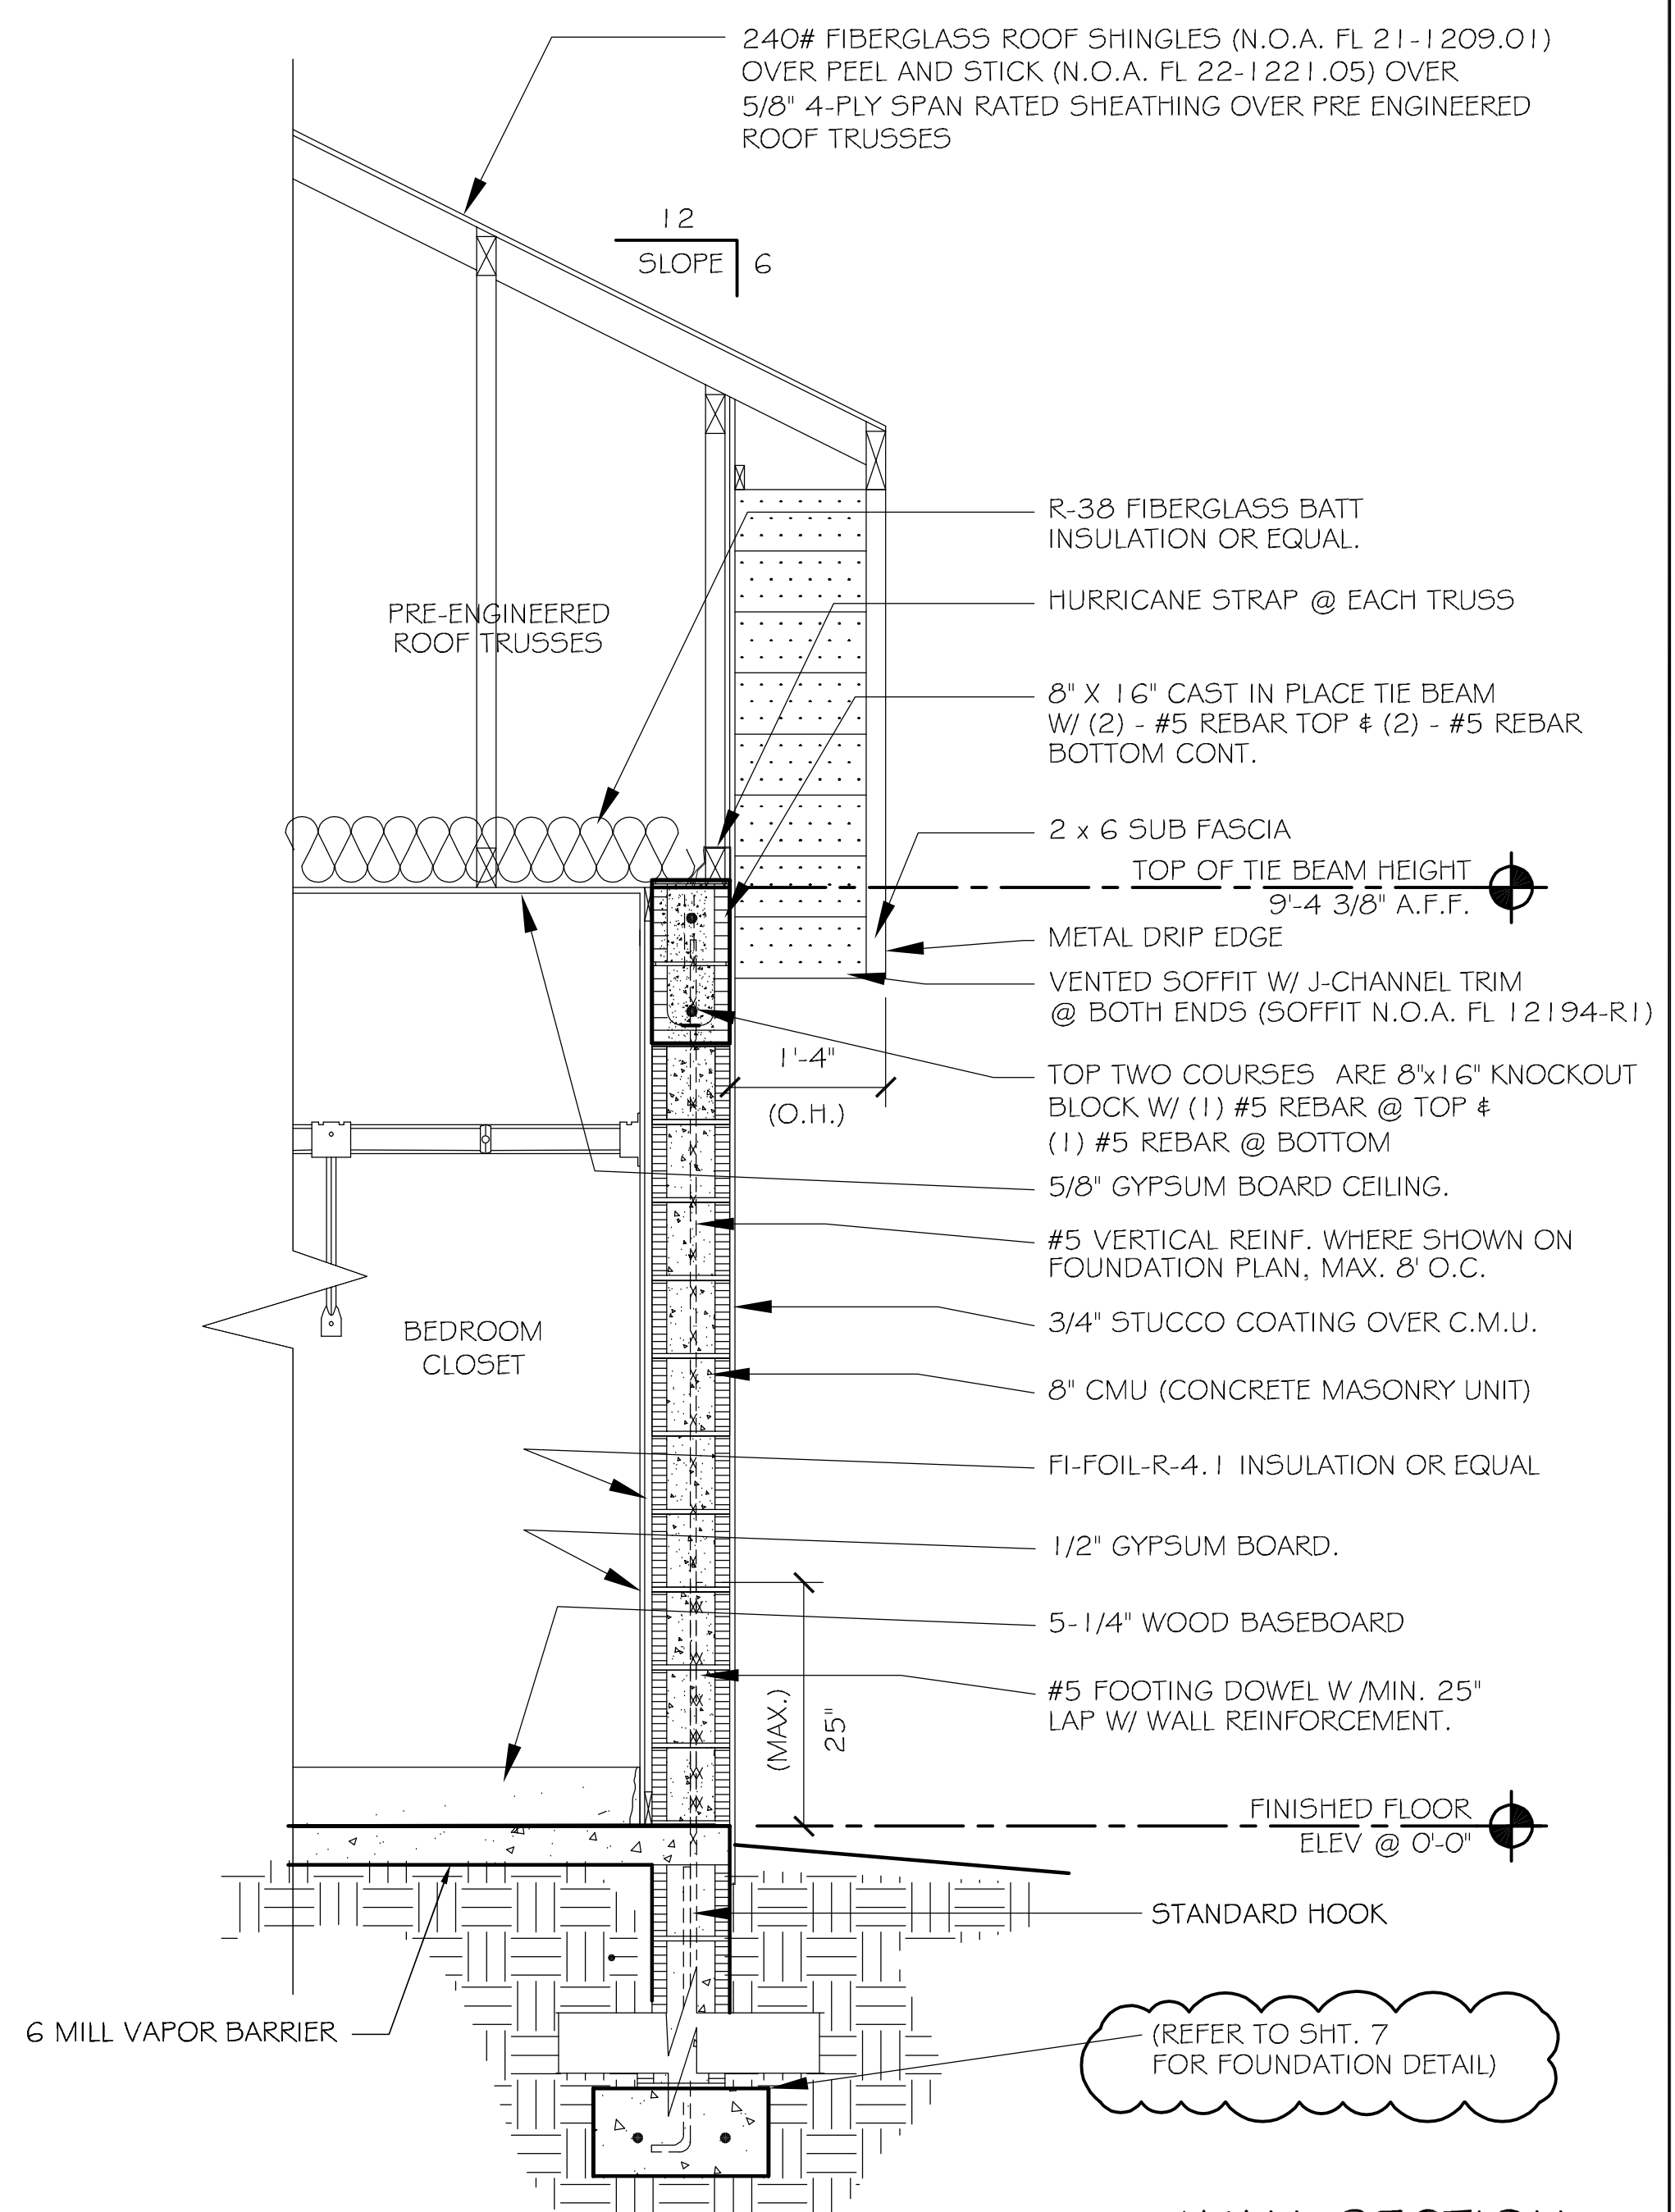 240# FIBERGLASS ROOF SHINGLES (N.O.A. FL 21-1209.01)
OVER PEEL AND STICK (N.O.A. FL 22-1221.05) OVER
5/8" 4-PLY SPAN RATED SHEATHING OVER PRE ENGINEERED
ROOF TRUSSES
12
SLOPE 6
R-38 FIBERGLASS BATT
INSULATION OR EQUAL.
HURRICANE STRAP @ EACH TRUSS
PRE-ENGINEERED
ROOF TRUSSES
8" X 16" CAST IN PLACE TIE BEAM
W/ (2) - #5 REBAR TOP & (2) - #5 REBAR
BOTTOM CONT.
2 x 6 SUB FASCIA
TOP OF TIE BEAM HEIGHT
9'-4 3/8" A.F.F.
METAL DRIP EDGE
VENTED SOFFIT W/ J-CHANNEL TRIM
@ BOTH ENDS (SOFFIT N.O.A. FL 12194-R1)
1'-4"
(O.H.)
TOP TWO COURSES ARE 8"x16" KNOCKOUT
BLOCK W/ (1) #5 REBAR @ TOP &
(1) #5 REBAR @ BOTTOM
5/8" GYPSUM BOARD CEILING.
#5 VERTICAL REINF. WHERE SHOWN ON
FOUNDATION PLAN, MAX. 8' O.C.
3/4" STUCCO COATING OVER C.M.U.
BEDROOM
CLOSET
8" CMU (CONCRETE MASONRY UNIT)
FI-FOIL-R-4.1 INSULATION OR EQUAL
1/2" GYPSUM BOARD.
5-1/4" WOOD BASEBOARD
#5 FOOTING DOWEL W /MIN. 25"
LAP W/ WALL REINFORCEMENT.
(MAX.)
25"
FINISHED FLOOR
ELEV @ 0'-0"
STANDARD HOOK
6 MILL VAPOR BARRIER
(REFER TO SHT. 7
FOR FOUNDATION DETAIL)
WALL SECTION